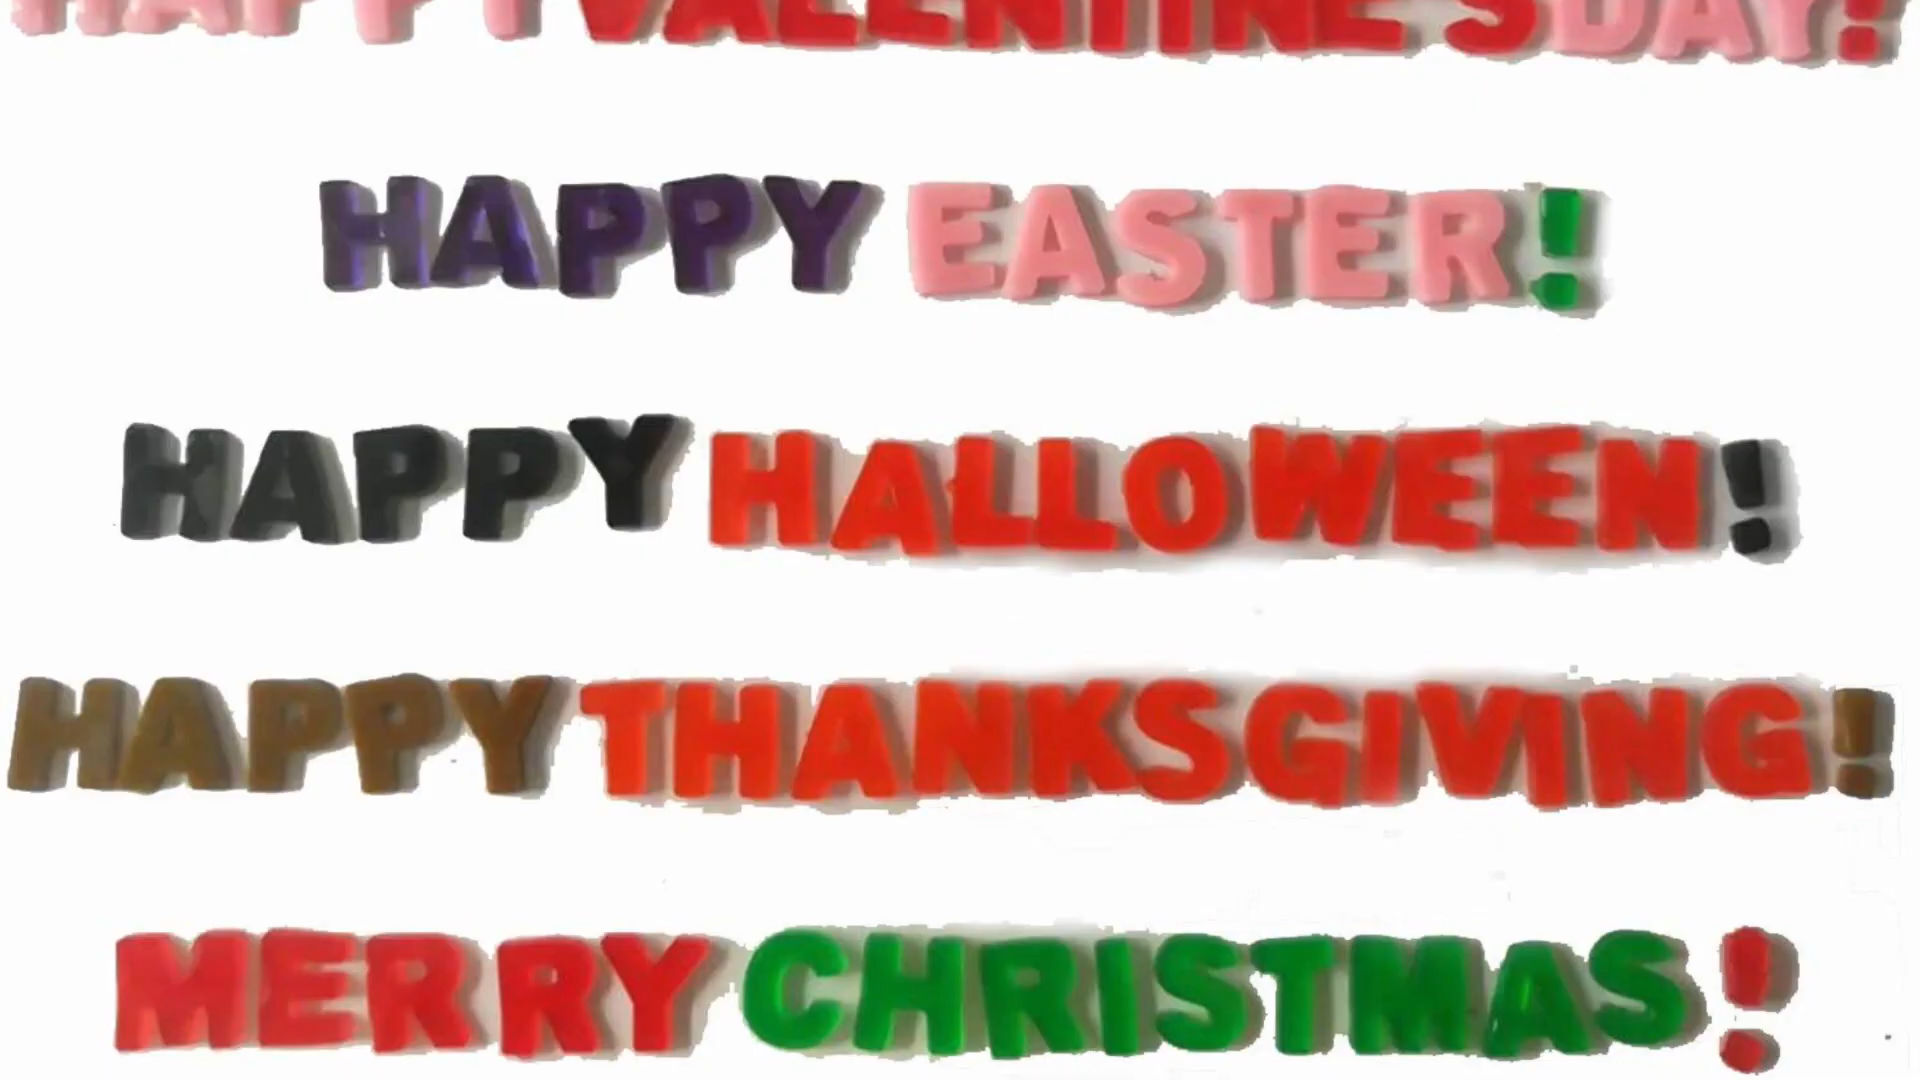 HAPPY VALENTINE'S DAY!
HAPPY EASTER!
HAPPY HALLOWEEN!
HAPPY THANKSGIVING!
MERRY CHRISTMAS!